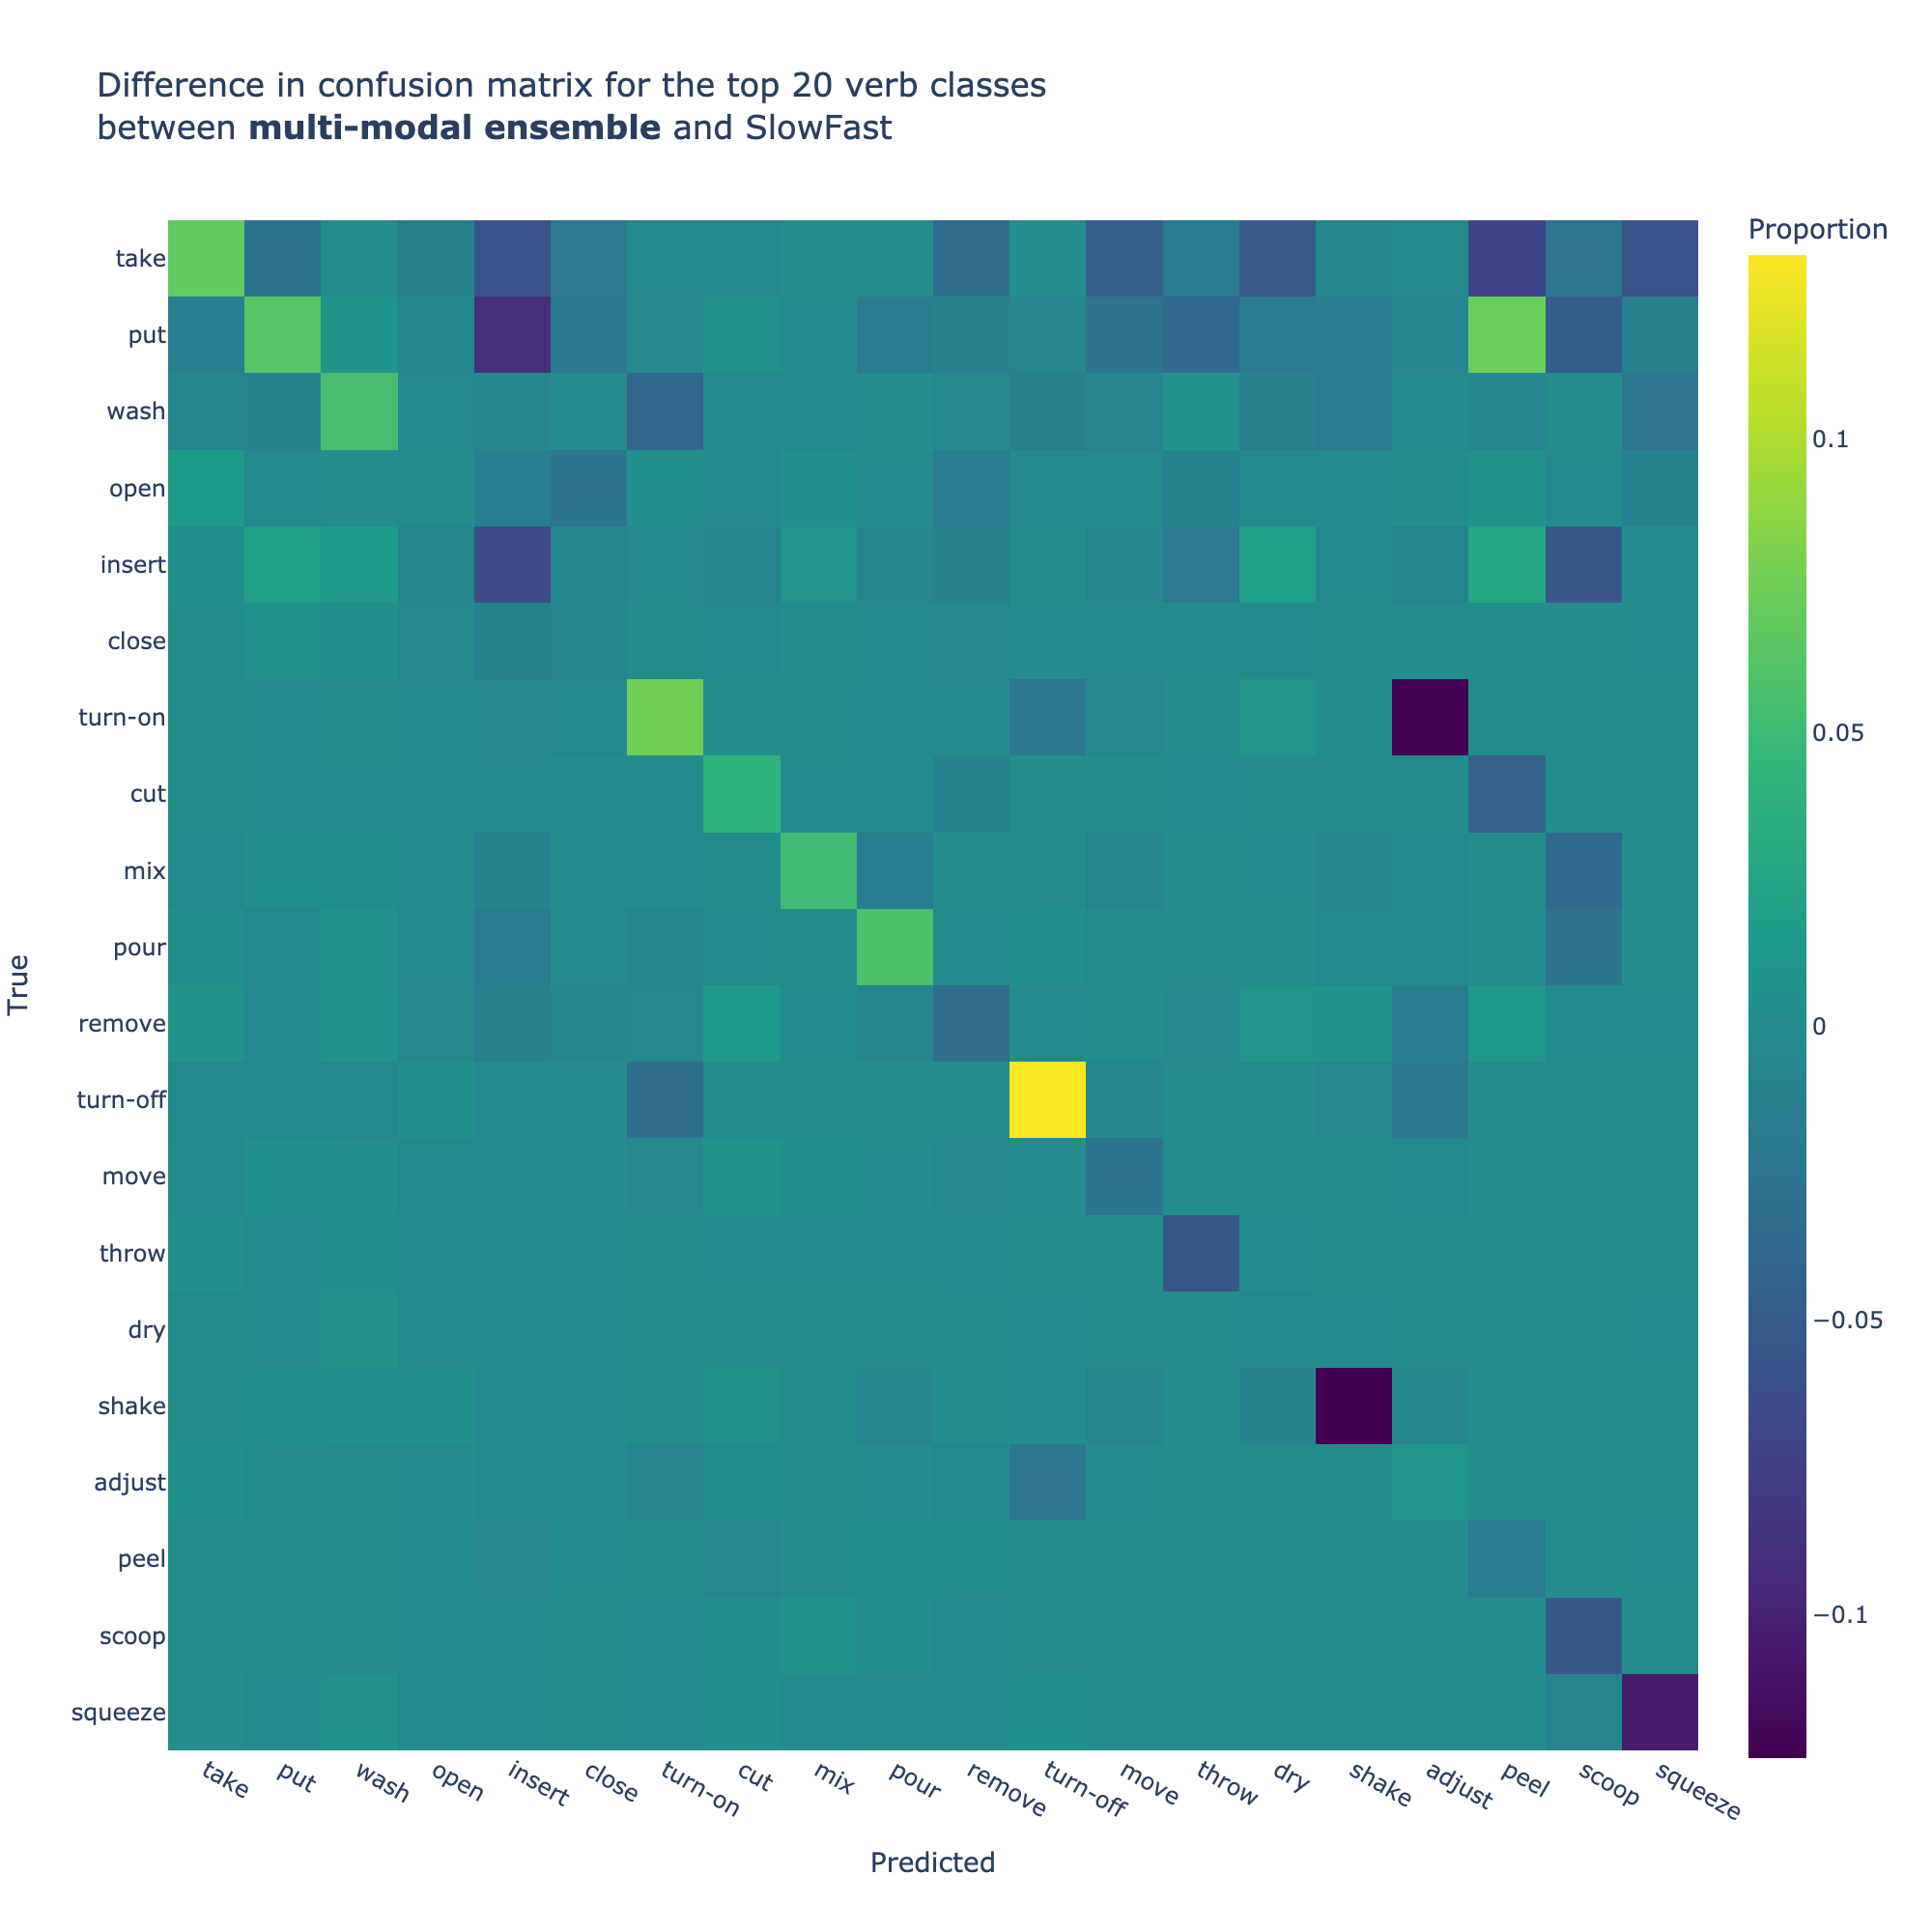 Difference in confusion matrix for the top 20 verb classes
between multi-modal ensemble and SlowFast
Proportion
take
put
wash
open
insert
close
turn-on
cut
mix
pour
remove
turn-off
move
throw
dry
shake
adjust
peel
scoop
squeeze
True
0.1
0.05
0
−0.05
−0.1
take
put
wash
open
insert
close
turn-on
cut
mix
pour
remove
turn-off
move
throw
dry
shake
adjust
peel
scoop
squeeze
Predicted